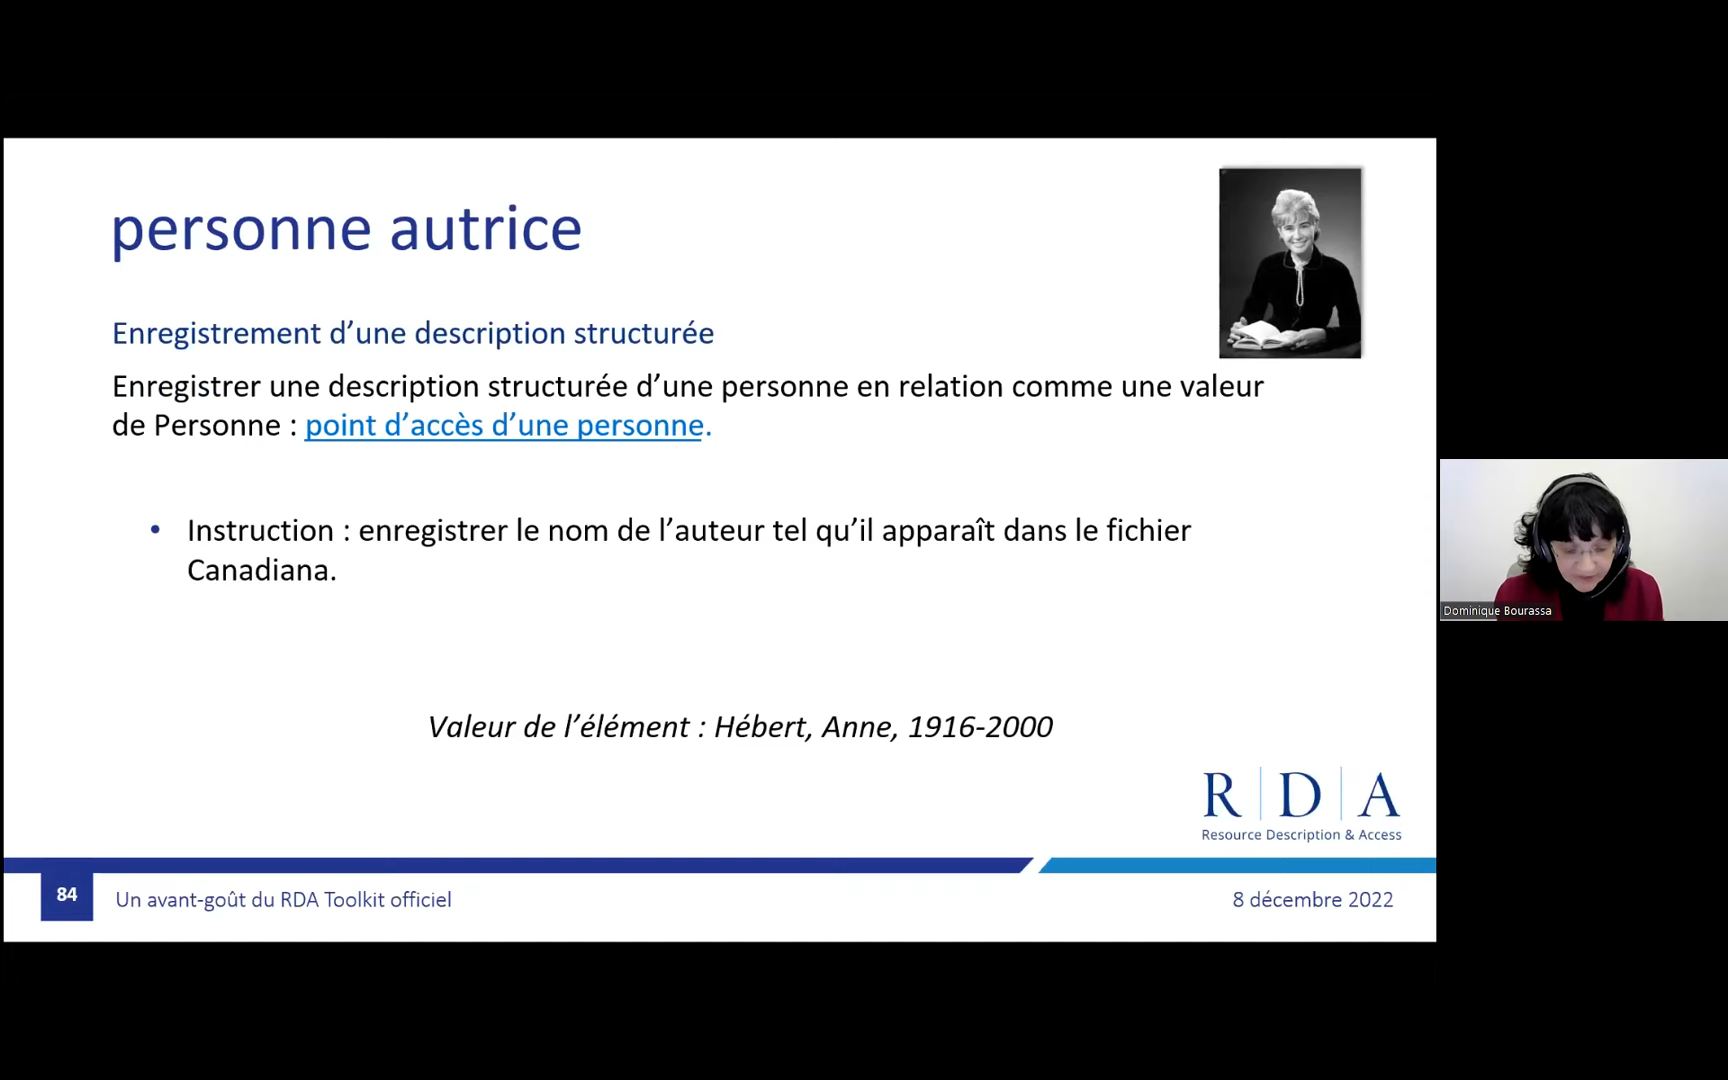 personne autrice
Enregistrement d’une description structurée
Enregistrer une description structurée d’une personne en relation comme une valeur
de Personne : point d’accès d’une personne.
• Instruction : enregistrer le nom de l’auteur tel qu’il apparaît dans le fichier
Canadiana.
Valeur de l’élément : Hébert, Anne, 1916-2000
R D A
Resource Description & Access
84
Un avant-goût du RDA Toolkit officiel
8 décembre 2022
Dominique Bourassa